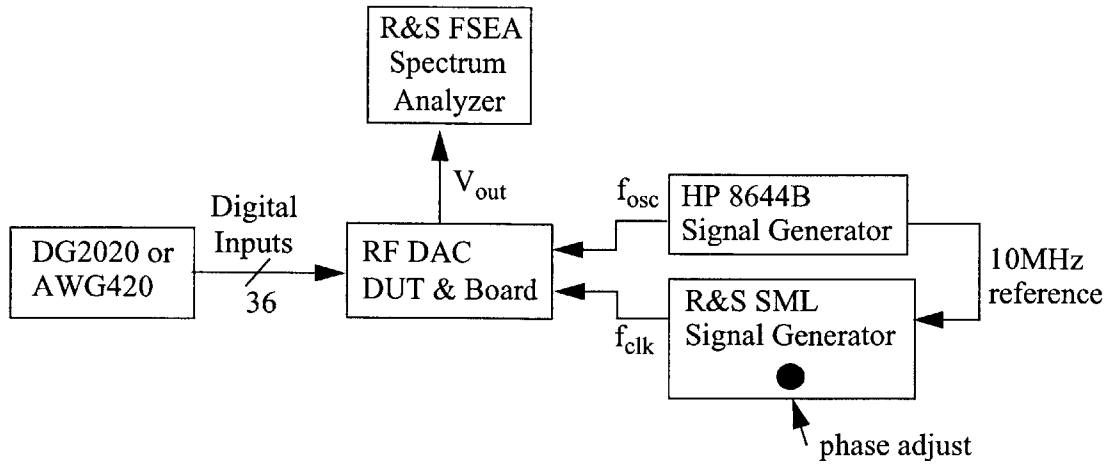 R&S FSEA
Spectrum
Analyzer
V_out
Digital
Inputs
36
DG2020 or
AWG420
RF DAC
DUT & Board
f_osc
HP 8644B
Signal Generator
10MHz
reference
f_clk
R&S SML
Signal Generator
phase adjust